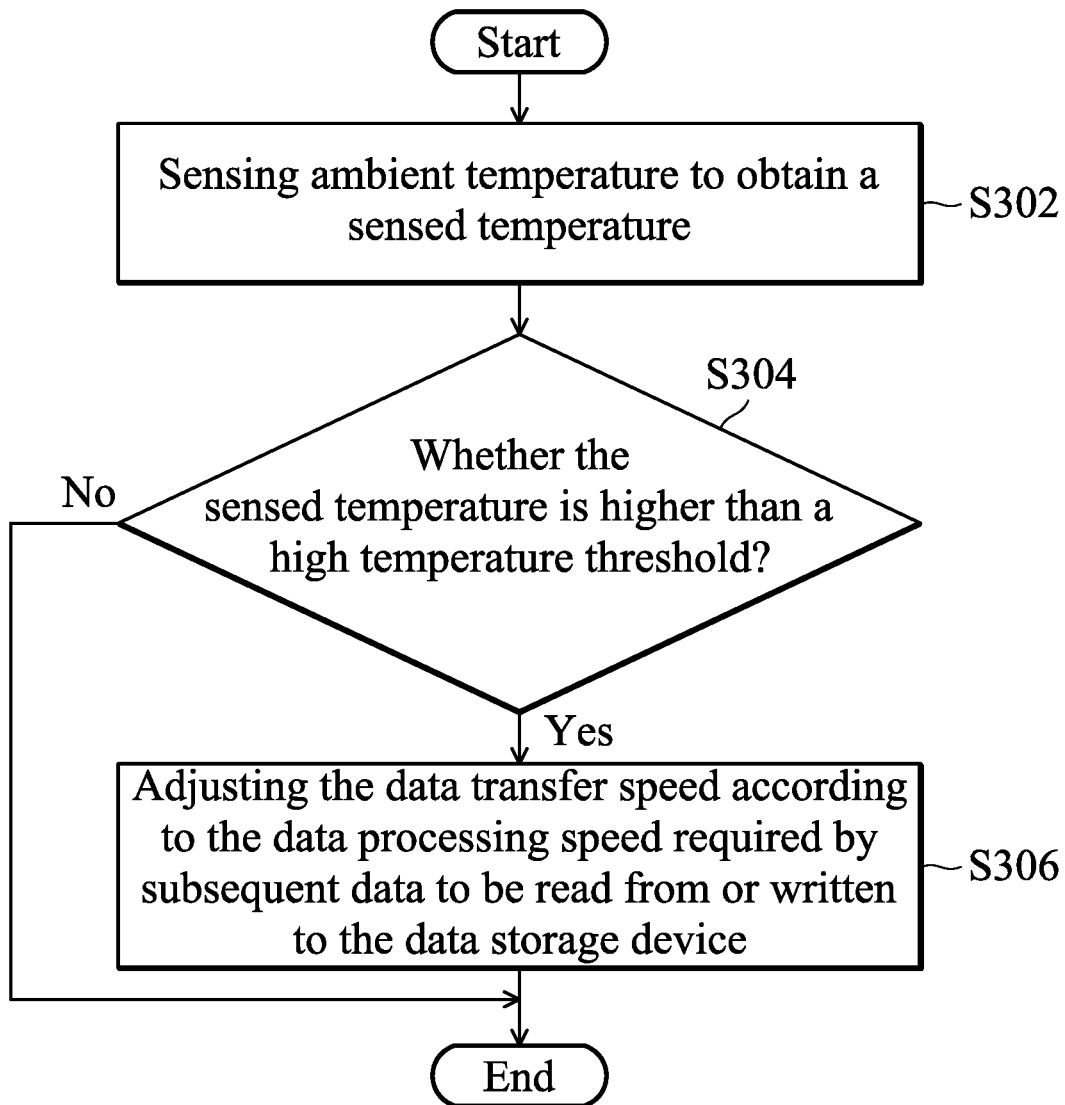 Start
Sensing ambient temperature to obtain a
sensed temperature
S302
S304
Whether the
sensed temperature is higher than a
high temperature threshold?
No
Yes
Adjusting the data transfer speed according
to the data processing speed required by
subsequent data to be read from or written
to the data storage device
S306
End